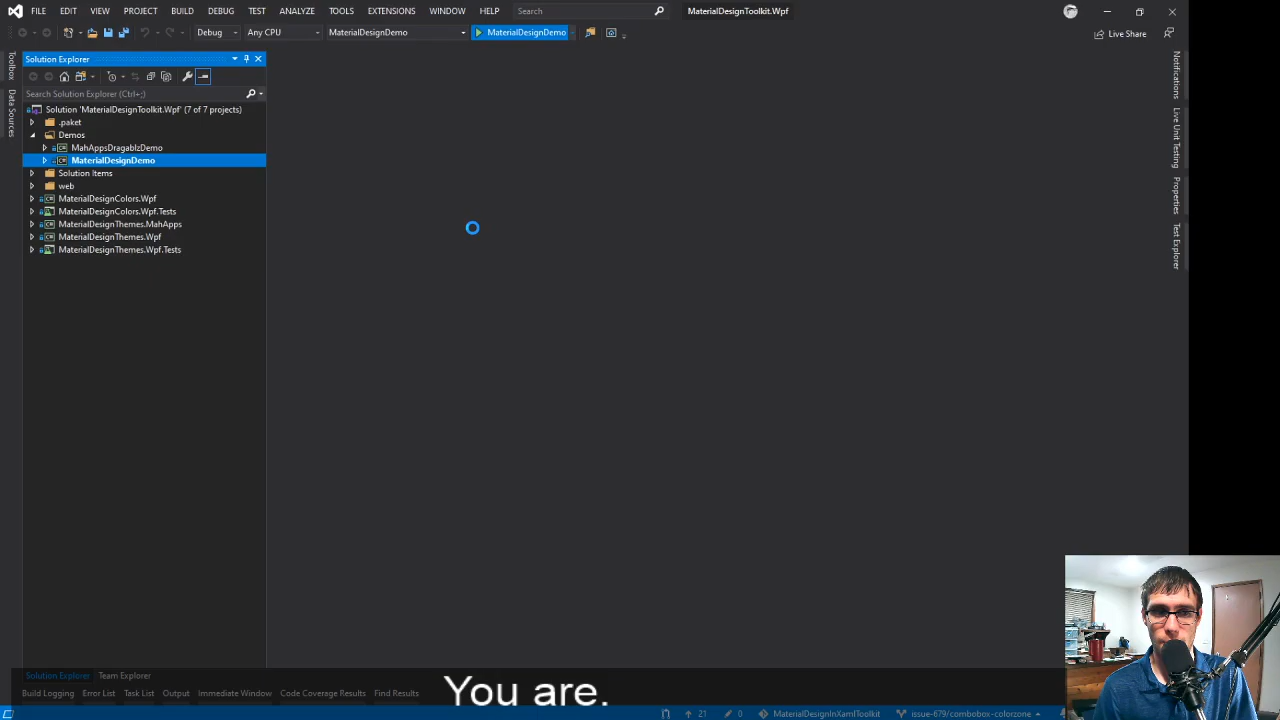 FILE EDIT VIEW PROJECT BUILD DEBUG TEST ANALYZE TOOLS EXTENSIONS WINDOW HELP Search MaterialDesignToolkit.Wpf
Debug Any CPU MaterialDesignDemo MaterialDesignDemo Live Share
Toolbox
Data Sources
Solution Explorer
Search Solution Explorer (Ctrl+;)
Solution 'MaterialDesignToolkit.Wpf' (7 of 7 projects)
.paket
Demos
MahAppsDragablzDemo
MaterialDesignDemo
Solution Items
web
MaterialDesignColors.Wpf
MaterialDesignColors.Wpf.Tests
MaterialDesignThemes.MahApps
MaterialDesignThemes.Wpf
MaterialDesignThemes.Wpf.Tests
Notifications
Live Unit Testing
Properties
Test Explorer
Solution Explorer Team Explorer
Build Logging Error List Task List Output Immediate Window Code Coverage Results Find Results
You are.
21 0 MaterialDesignInXamlToolkit issue-679/combobox-colorzone